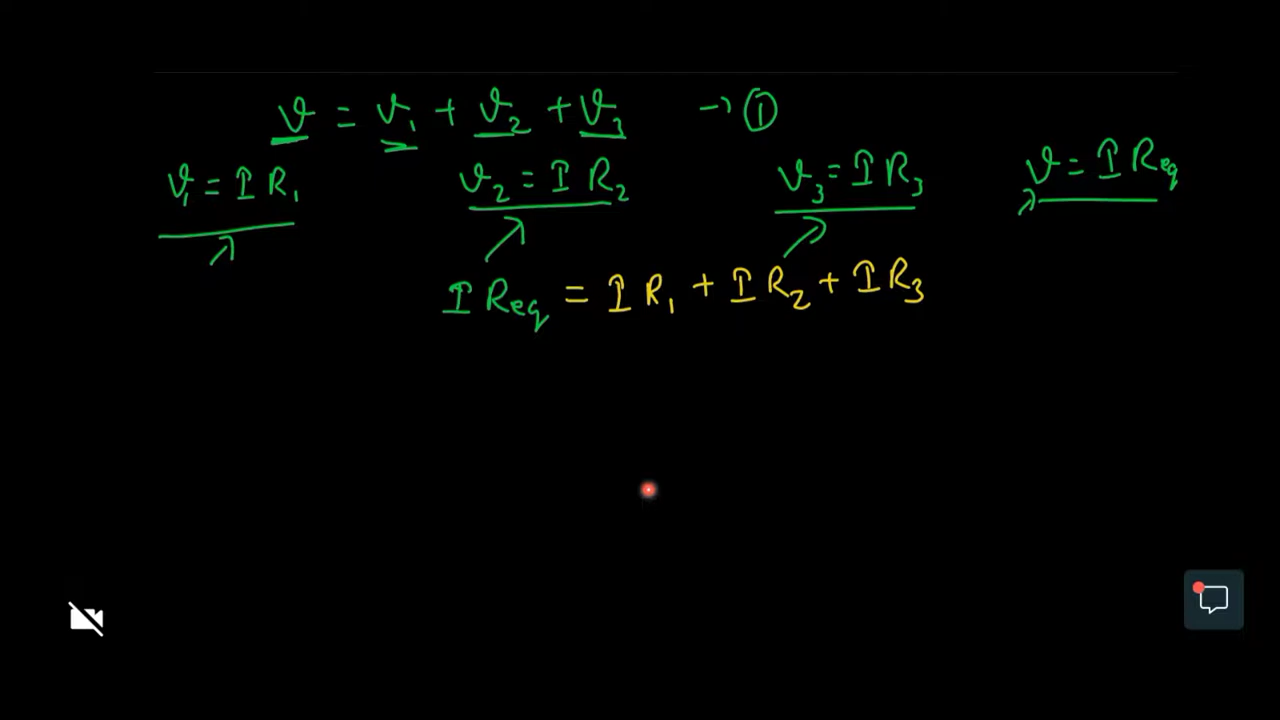 V = V₁ + V₂ + V₃ → ①
V₁ = I R₁ V₂ = I R₂ V₃ = I R₃ V = I Req
I Req = I R₁ + I R₂ + I R₃